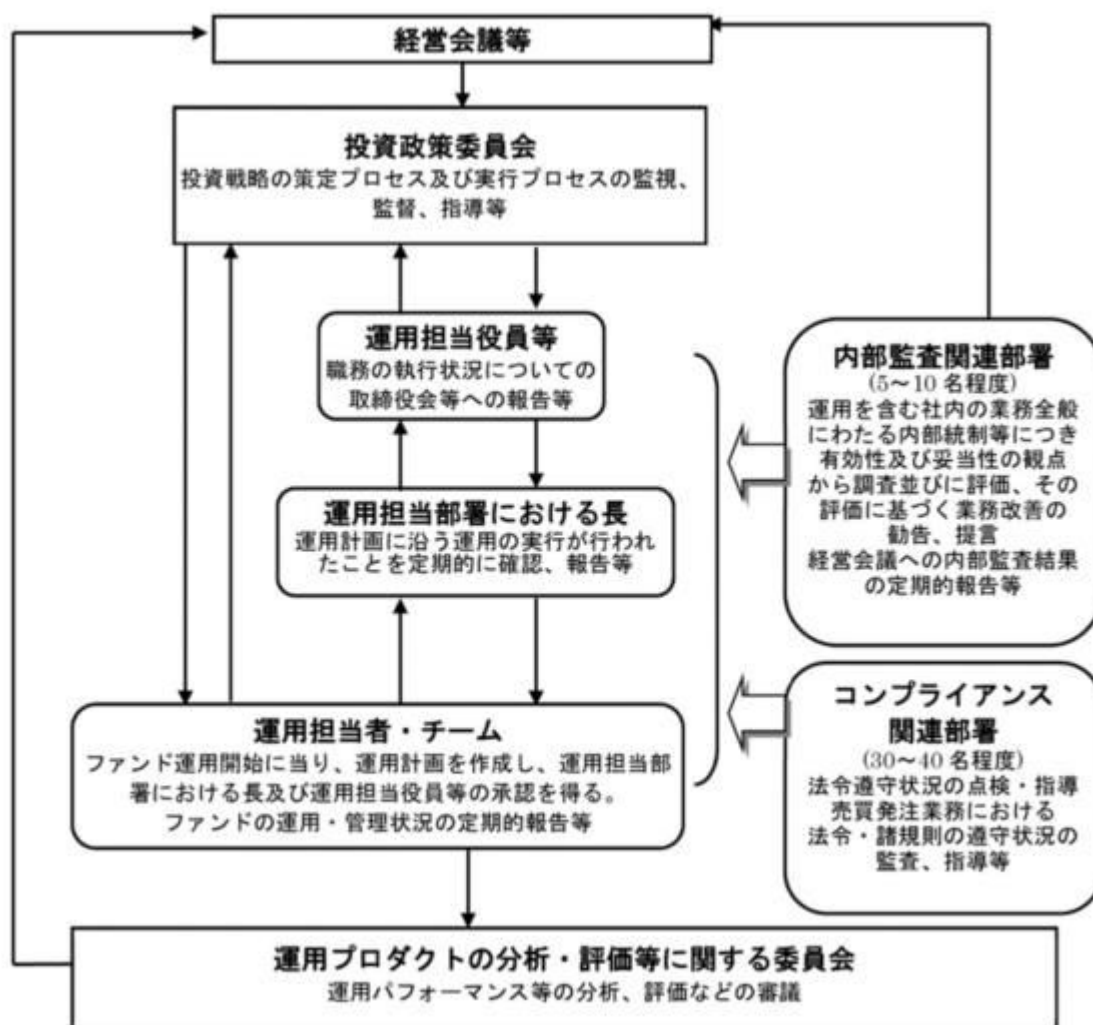 経営会議等
投資政策委員会
投資戦略の策定プロセス及び実行プロセスの監視、
監督、指導等
運用担当役員等
職務の執行状況についての
取締役会等への報告等
運用担当部署における長
運用計画に沿う運用の実行が行われ
たことを定期的に確認、報告等
運用担当者・チーム
ファンド運用開始に当り、運用計画を作成し、運用担当部
署における長及び運用担当役員等の承認を得る。
ファンドの運用・管理状況の定期的報告等
内部監査関連部署
(5～10 名程度)
運用を含む社内の業務全般
にわたる内部統制等につき
有効性及び妥当性の観点
から調査並びに評価、その
評価に基づく業務改善の
勧告、提言
経営会議への内部監査結果
の定期的報告等
コンプライアンス
関連部署
(30～40 名程度)
法令遵守状況の点検・指導
売買発注業務における
法令・諸規則の遵守状況の
監査、指導等
運用プロダクトの分析・評価等に関する委員会
運用パフォーマンス等の分析、評価などの審議